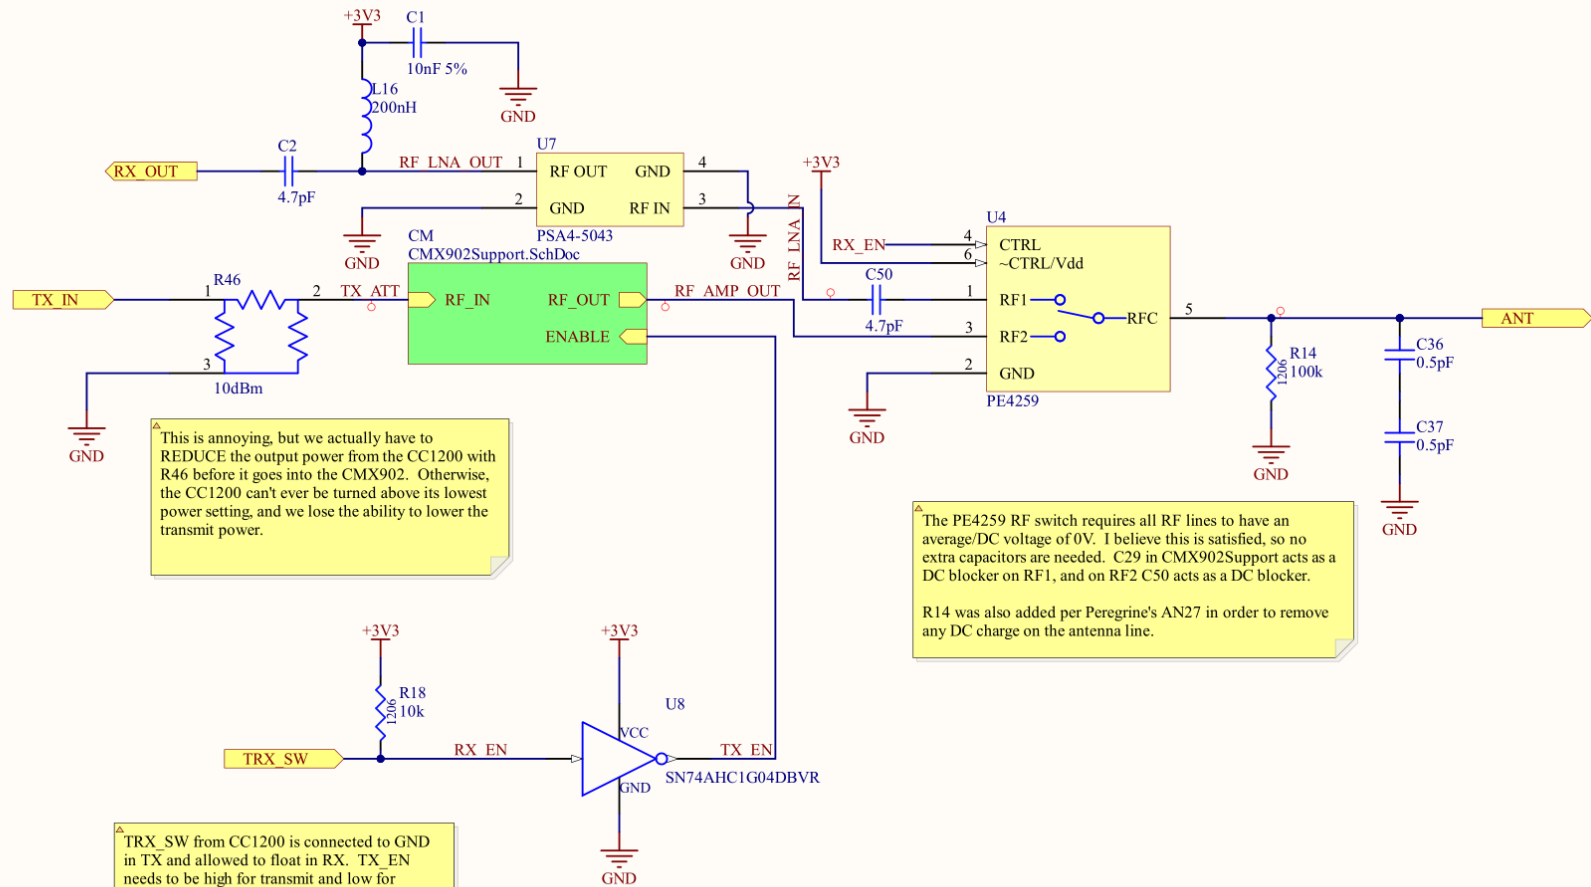 +3V3
C1
10nF 5%
GND
L16
200nH
C2
4.7pF
RX_OUT
RF_LNA_OUT
U7
1
RF OUT
GND
4
2
GND
RF IN
3
PSA4-5043
GND
GND
RF_LNA_IN
+3V3
CM
CMX902Support.SchDoc
RF_IN
RF_OUT
ENABLE
TX_IN
R46
1
2
3
10dBm
TX_ATT
RF_AMP_OUT
GND
C50
4.7pF
RX_EN
U4
4
CTRL
6
~CTRL/Vdd
1
RF1
3
RF2
RFC
5
2
GND
PE4259
GND
ANT
R14
100k
1206
GND
C36
0.5pF
C37
0.5pF
GND
This is annoying, but we actually have to
REDUCE the output power from the CC1200 with
R46 before it goes into the CMX902.  Otherwise,
the CC1200 can't ever be turned above its lowest
power setting, and we lose the ability to lower the
transmit power.
The PE4259 RF switch requires all RF lines to have an
average/DC voltage of 0V.  I believe this is satisfied, so no
extra capacitors are needed.  C29 in CMX902Support acts as a
DC blocker on RF1, and on RF2 C50 acts as a DC blocker.
R14 was also added per Peregrine's AN27 in order to remove
any DC charge on the antenna line.
+3V3
R18
10k
1206
TRX_SW
RX_EN
+3V3
U8
VCC
GND
TX_EN
SN74AHC1G04DBVR
GND
TRX_SW from CC1200 is connected to GND
in TX and allowed to float in RX.  TX_EN
needs to be high for transmit and low for